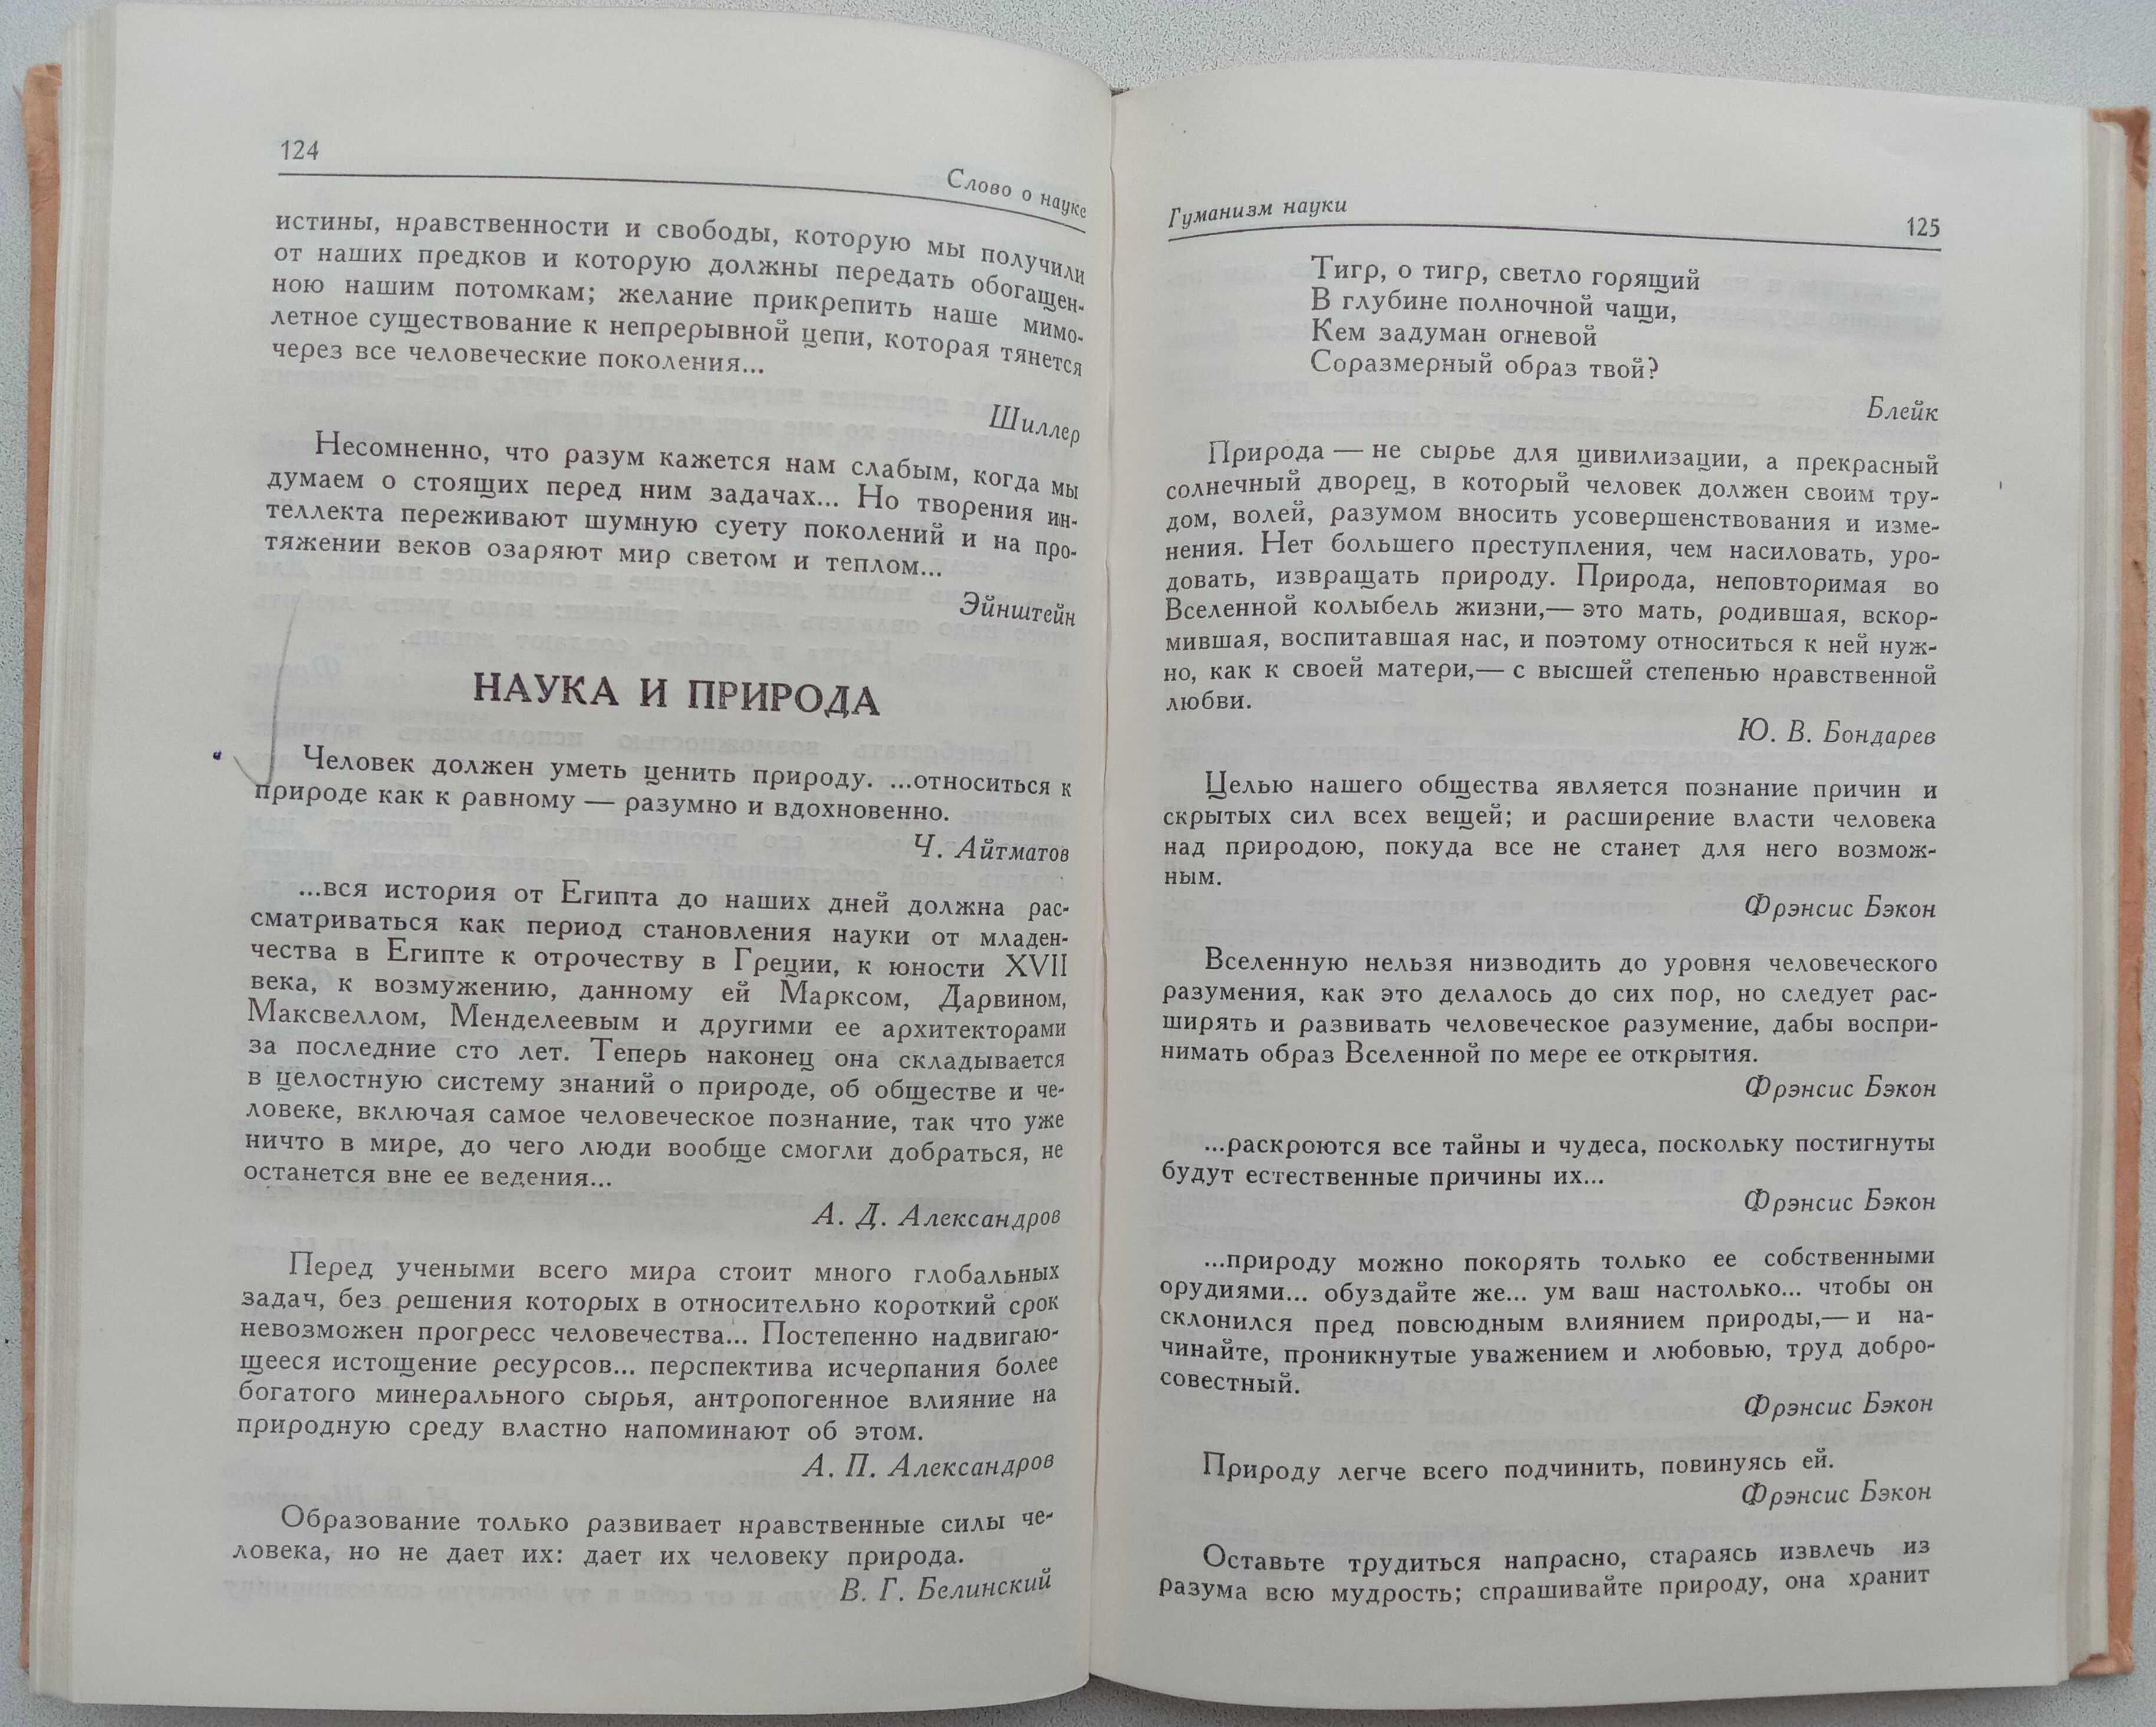 124
Слово о науке
истины, нравственности и свободы, которую мы получили
от наших предков и которую должны передать обогащен-
ною нашим потомкам; желание прикрепить наше мимо-
летное существование к непрерывной цепи, которая тянется
через все человеческие поколения...
Шиллер
Несомненно, что разум кажется нам слабым, когда мы
думаем о стоящих перед ним задачах... Но творения ин-
теллекта переживают шумную суету поколений и на про-
тяжении веков озаряют мир светом и теплом...
Эйнштейн
НАУКА И ПРИРОДА
Человек должен уметь ценить природу. ...относиться к
природе как к равному — разумно и вдохновенно.
Ч. Айтматов
...вся история от Египта до наших дней должна рас-
сматриваться как период становления науки от младен-
чества в Египте к отрочеству в Греции, к юности XVII
века, к возмужению, данному ей Марксом, Дарвином,
Максвеллом, Менделеевым и другими ее архитекторами
за последние сто лет. Теперь наконец она складывается
в целостную систему знаний о природе, об обществе и че-
ловеке, включая самое человеческое познание, так что уже
ничто в мире, до чего люди вообще смогли добраться, не
останется вне ее ведения...
А. Д. Александров
Перед учеными всего мира стоит много глобальных
задач, без решения которых в относительно короткий срок
невозможен прогресс человечества... Постепенно надвигаю-
щееся истощение ресурсов... перспектива исчерпания более
богатого минерального сырья, антропогенное влияние на
природную среду властно напоминают об этом.
А. П. Александров
Образование только развивает нравственные силы че-
ловека, но не дает их: дает их человеку природа.
В. Г. Белинский
Гуманизм науки
125
Тигр, о тигр, светло горящий
В глубине полночной чащи,
Кем задуман огневой
Соразмерный образ твой?
Блейк
Природа — не сырье для цивилизации, а прекрасный
солнечный дворец, в который человек должен своим тру-
дом, волей, разумом вносить усовершенствования и изме-
нения. Нет большего преступления, чем насиловать, уро-
довать, извращать природу. Природа, неповторимая во
Вселенной колыбель жизни,— это мать, родившая, вскор-
мившая, воспитавшая нас, и поэтому относиться к ней нуж-
но, как к своей матери,— с высшей степенью нравственной
любви.
Ю. В. Бондарев
Целью нашего общества является познание причин и
скрытых сил всех вещей; и расширение власти человека
над природою, покуда все не станет для него возмож-
ным.
Фрэнсис Бэкон
Вселенную нельзя низводить до уровня человеческого
разумения, как это делалось до сих пор, но следует рас-
ширять и развивать человеческое разумение, дабы воспри-
нимать образ Вселенной по мере ее открытия.
Фрэнсис Бэкон
...раскроются все тайны и чудеса, поскольку постигнуты
будут естественные причины их...
Фрэнсис Бэкон
...природу можно покорять только ее собственными
орудиями... обуздайте же... ум ваш настолько... чтобы он
склонился пред повсюдным влиянием природы,— и на-
чинайте, проникнутые уважением и любовью, труд добро-
совестный.
Фрэнсис Бэкон
Природу легче всего подчинить, повинуясь ей.
Фрэнсис Бэкон
Оставьте трудиться напрасно, стараясь извлечь из
разума всю мудрость; спрашивайте природу, она хранит